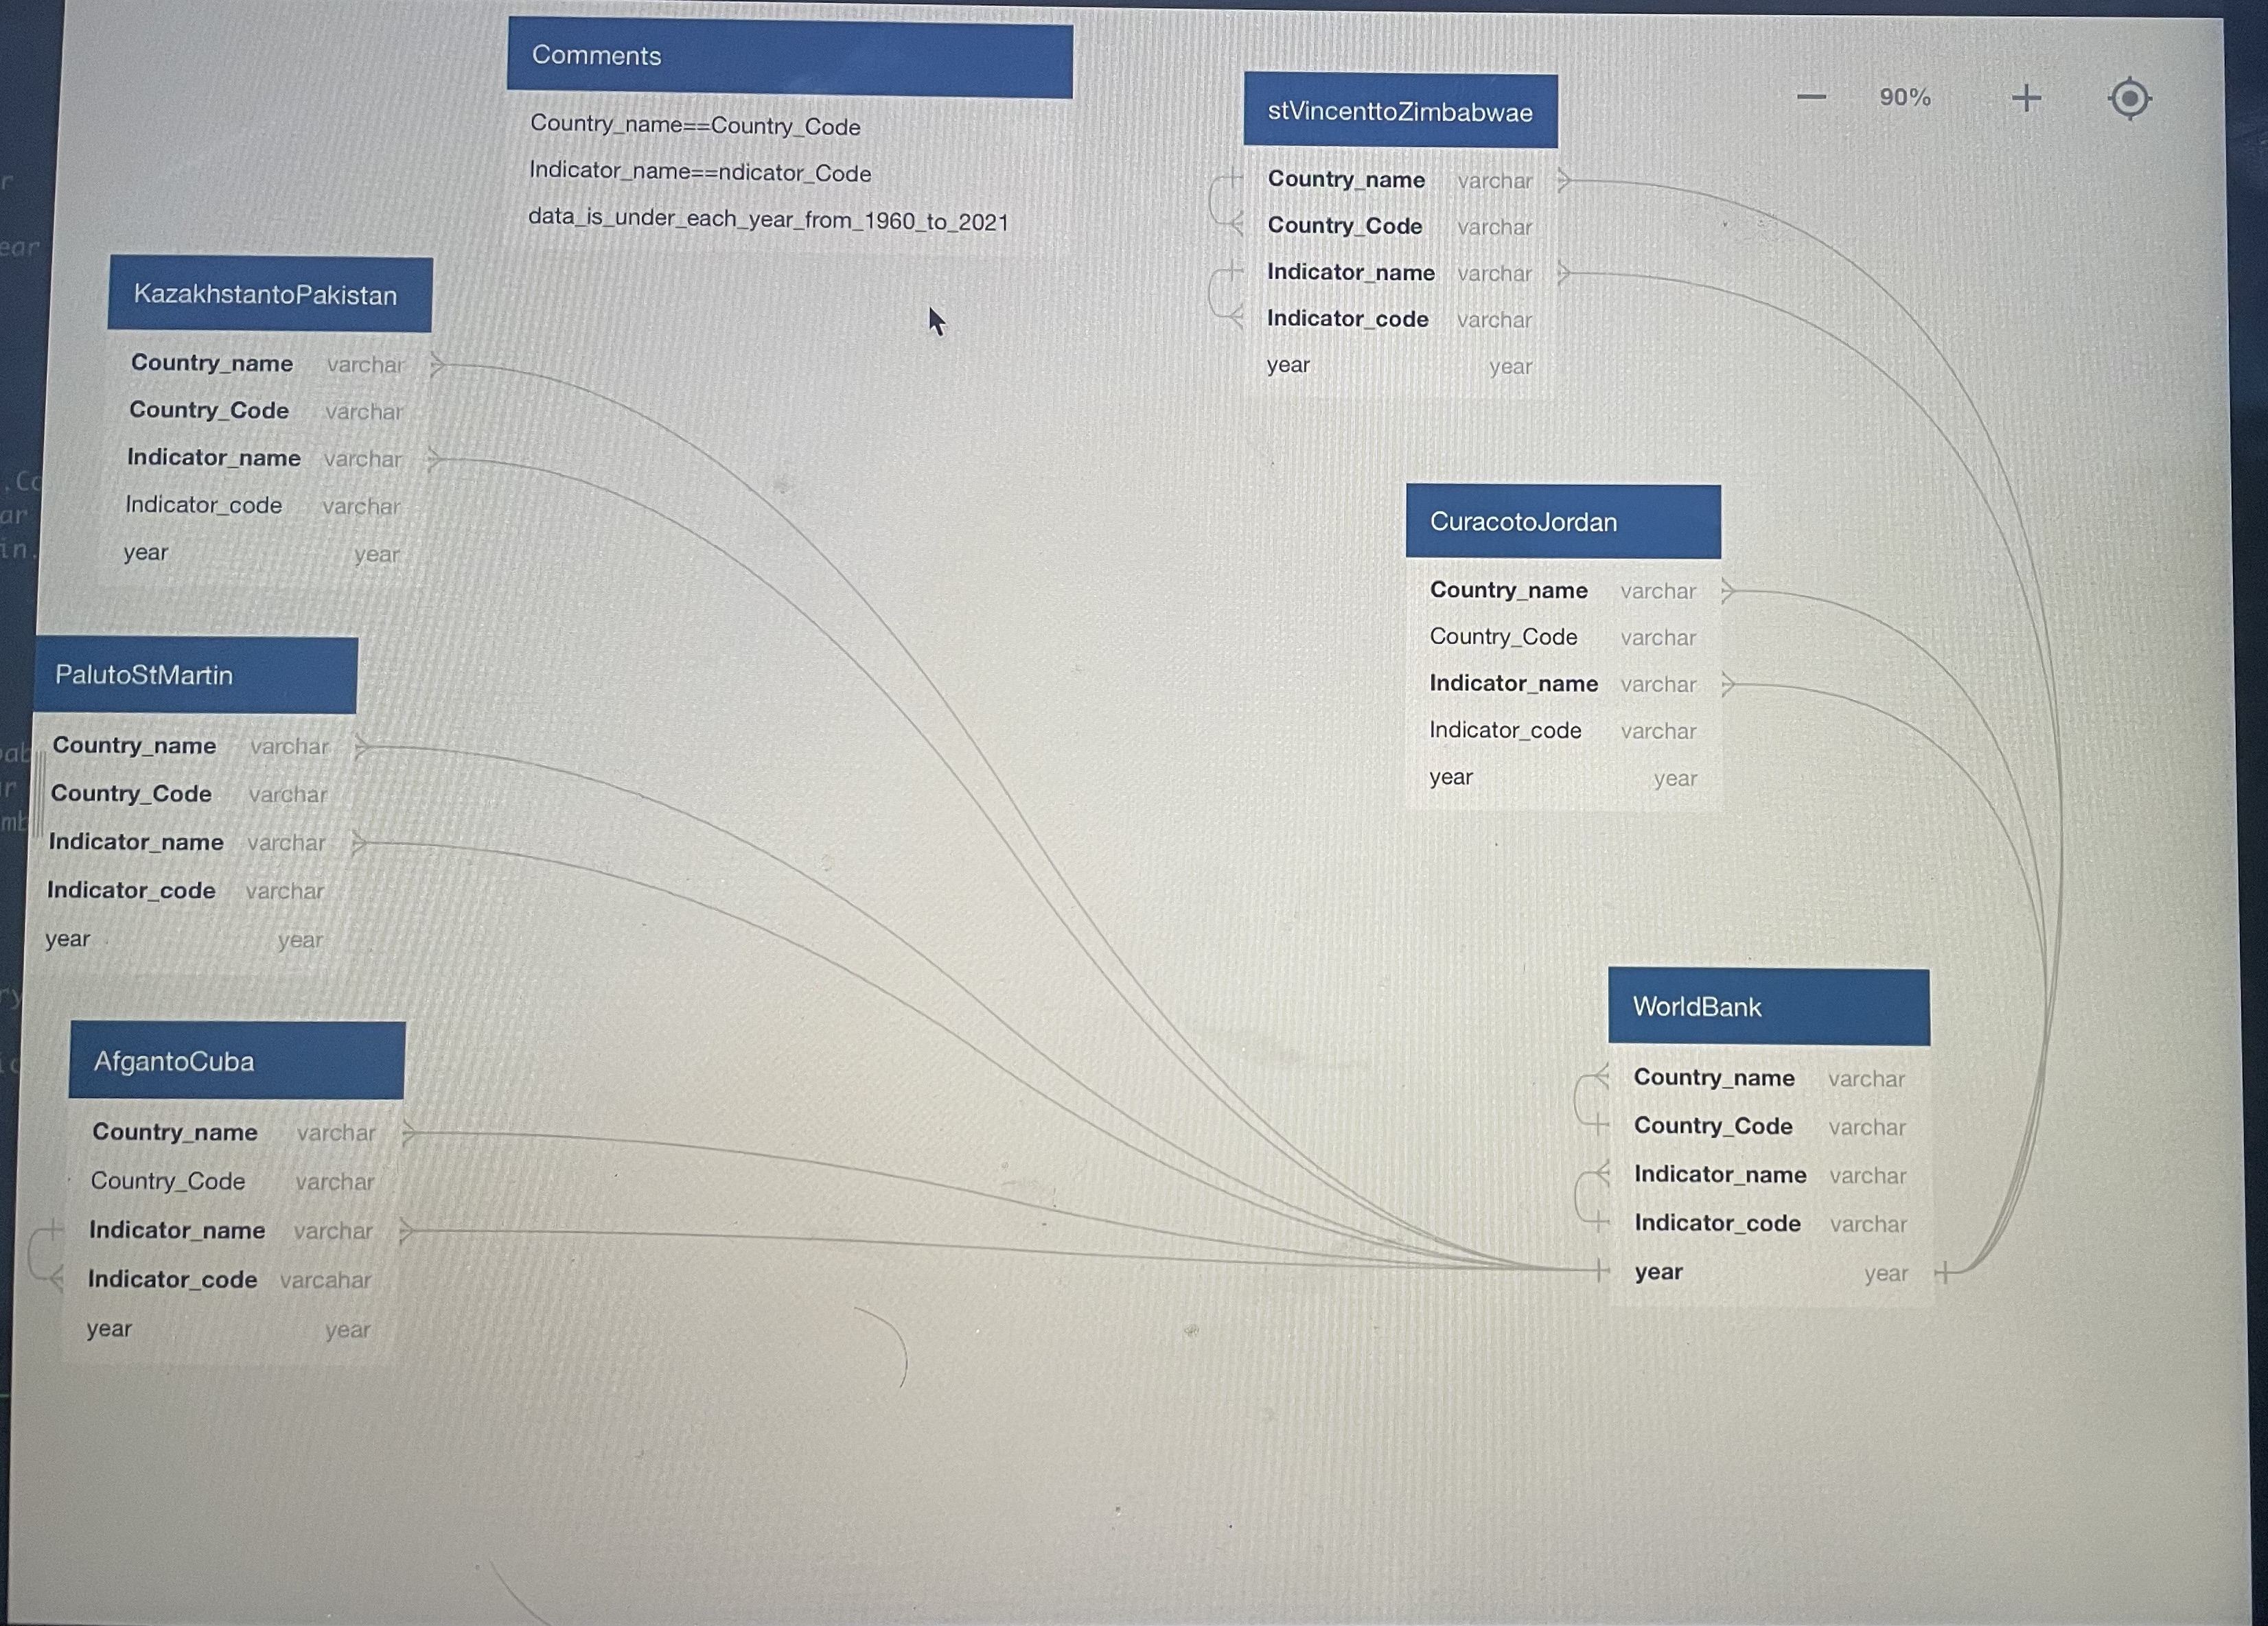 Comments
Country_name==Country_Code
Indicator_name==ndicator_Code
data_is_under_each_year_from_1960_to_2021
stVincenttoZimbabwae
Country_name varchar
Country_Code varchar
Indicator_name varchar
Indicator_code varchar
year year
90%
KazakhstantoPakistan
Country_name varchar
Country_Code varchar
Indicator_name varchar
Indicator_code varchar
year year
CuracotoJordan
Country_name varchar
Country_Code varchar
Indicator_name varchar
Indicator_code varchar
year year
PalutoStMartin
Country_name varchar
Country_Code varchar
Indicator_name varchar
Indicator_code varchar
year year
WorldBank
Country_name varchar
Country_Code varchar
Indicator_name varchar
Indicator_code varchar
year year
AfgantoCuba
Country_name varchar
Country_Code varchar
Indicator_name varchar
Indicator_code varcahar
year year